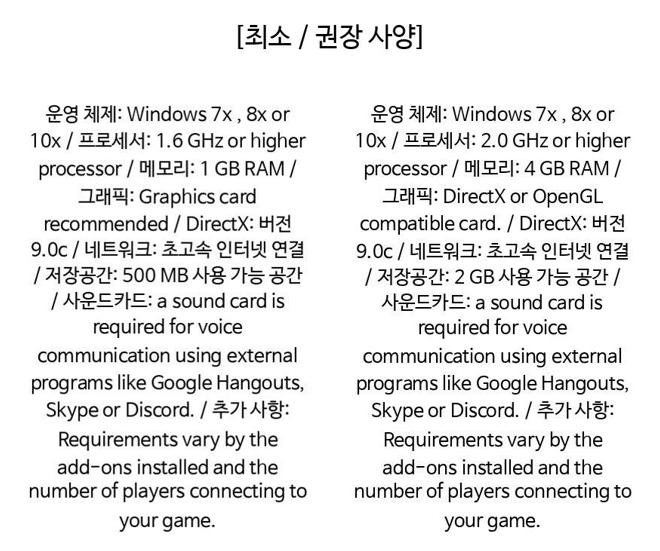 [최소 / 권장 사양]
운영 체제: Windows 7x , 8x or
10x / 프로세서: 1.6 GHz or higher
processor / 메모리: 1 GB RAM /
그래픽: Graphics card
recommended / DirectX: 버전
9.0c / 네트워크: 초고속 인터넷 연결
/ 저장공간: 500 MB 사용 가능 공간
/ 사운드카드: a sound card is
required for voice
communication using external
programs like Google Hangouts,
Skype or Discord. / 추가 사항:
Requirements vary by the
add-ons installed and the
number of players connecting to
your game.
운영 체제: Windows 7x , 8x or
10x / 프로세서: 2.0 GHz or higher
processor / 메모리: 4 GB RAM /
그래픽: DirectX or OpenGL
compatible card. / DirectX: 버전
9.0c / 네트워크: 초고속 인터넷 연결
/ 저장공간: 2 GB 사용 가능 공간 /
사운드카드: a sound card is
required for voice
communication using external
programs like Google Hangouts,
Skype or Discord. / 추가 사항:
Requirements vary by the
add-ons installed and the
number of players connecting to
your game.